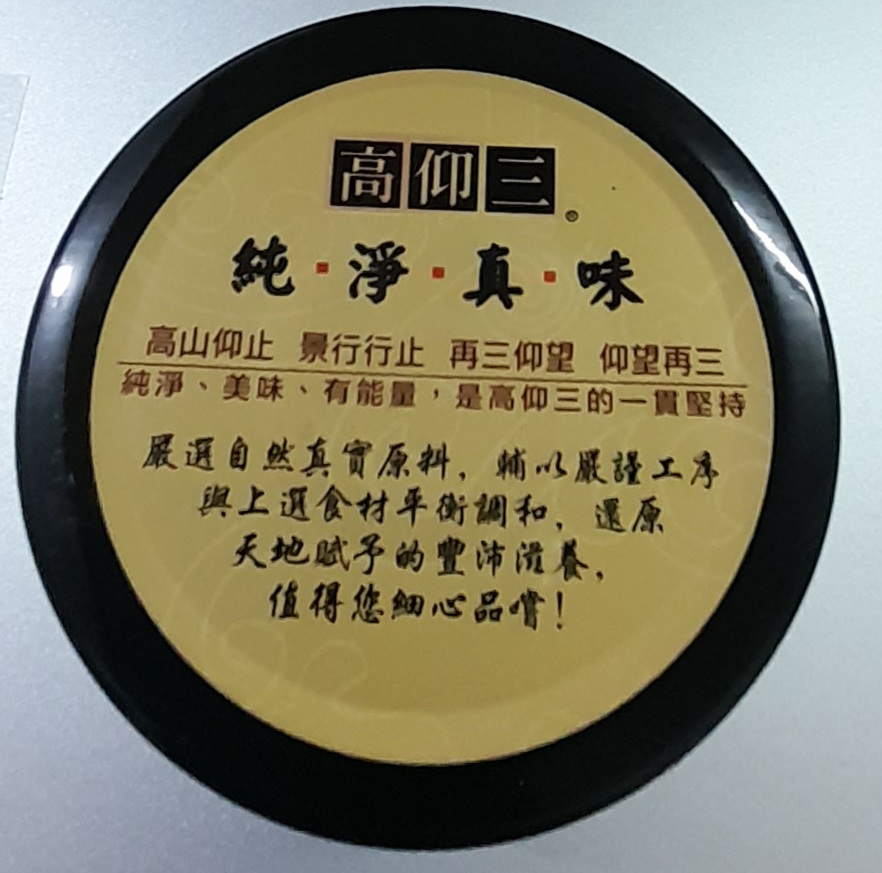 高仰三®
純·淨·真·味
高山仰止 景行行止 再三仰望 仰望再三
純淨、美味、有能量，是高仰三的一貫堅持
嚴選自然真實原料，輔以嚴謹工序
與上選食材平衡調和，還原
天地賦予的豐沛滋養，
值得您細心品嚐！